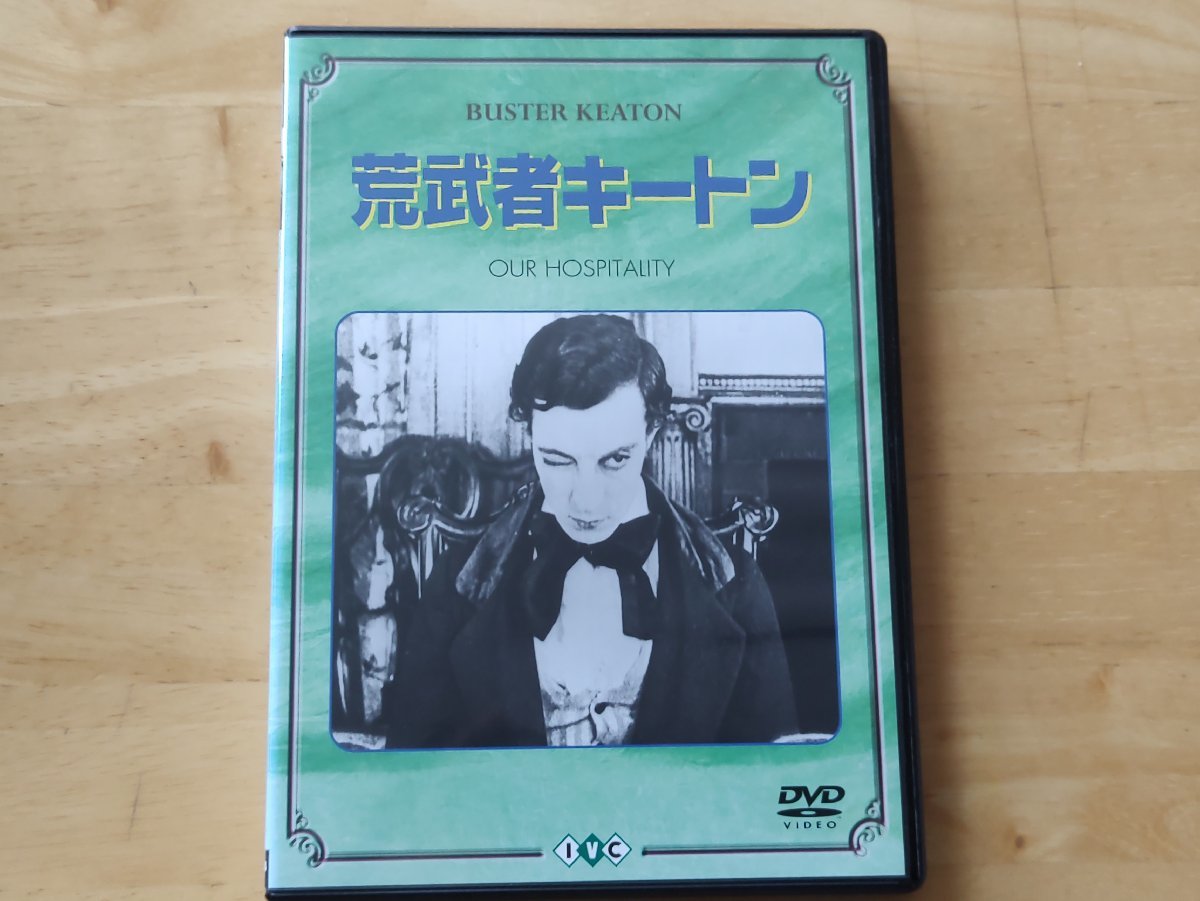 BUSTER KEATON
荒武者キートン
OUR HOSPITALITY
DVD
VIDEO
IVC